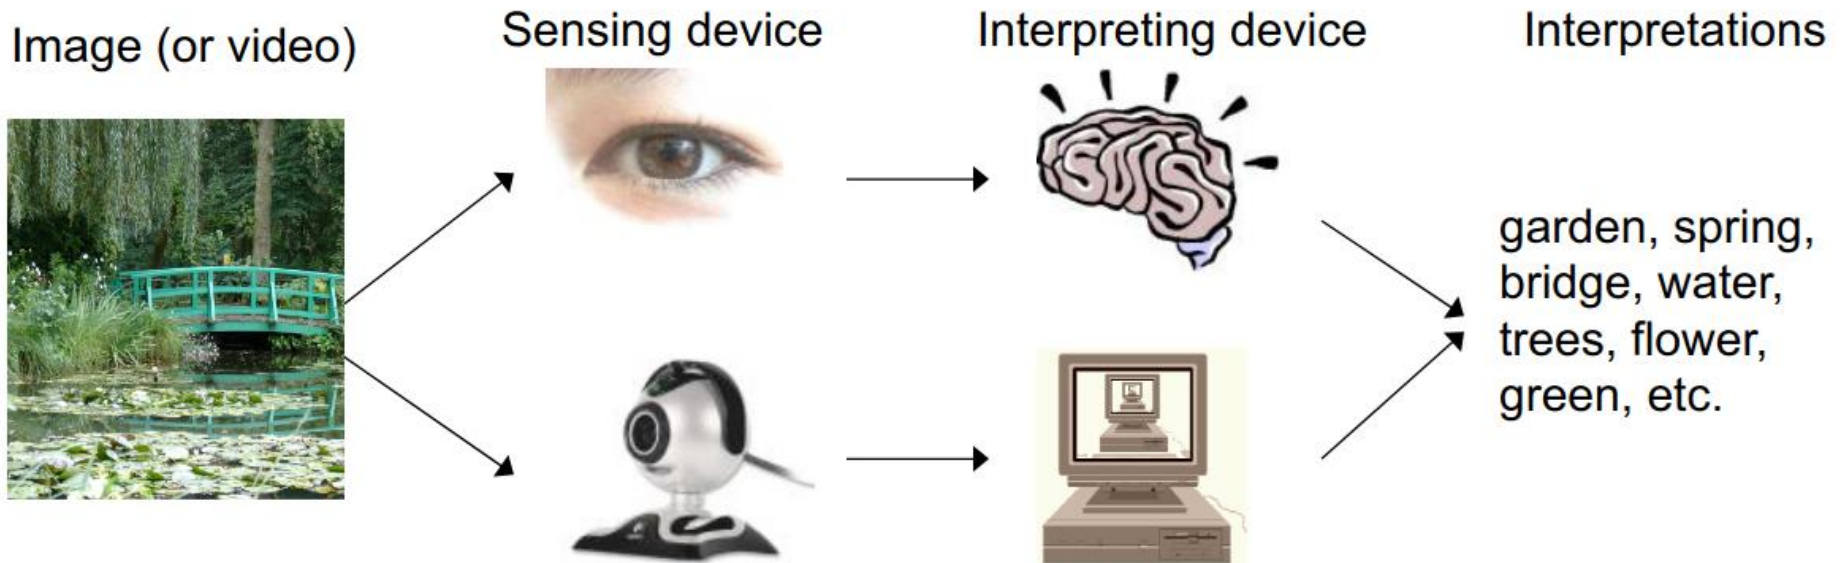 Image (or video)
Sensing device
Interpreting device
Interpretations
garden, spring,
bridge, water,
trees, flower,
green, etc.